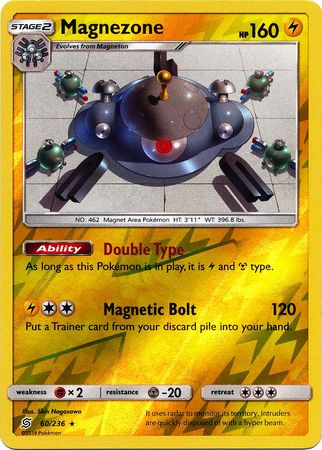 STAGE2
Magnezone
HP 160
Evolves from Magneton
NO. 462 Magnet Area Pokémon HT: 3'11" WT: 396.8 lbs.
Ability Double Type
As long as this Pokémon is in play, it is and type.
Magnetic Bolt 120
Put a Trainer card from your discard pile into your hand.
weakness ×2 resistance -20 retreat
Illus. Shin Nagasawa
60/236 ★
©2019 Pokémon
It uses radar to monitor its territory. Intruders
are quickly disposed of with a hyper beam.